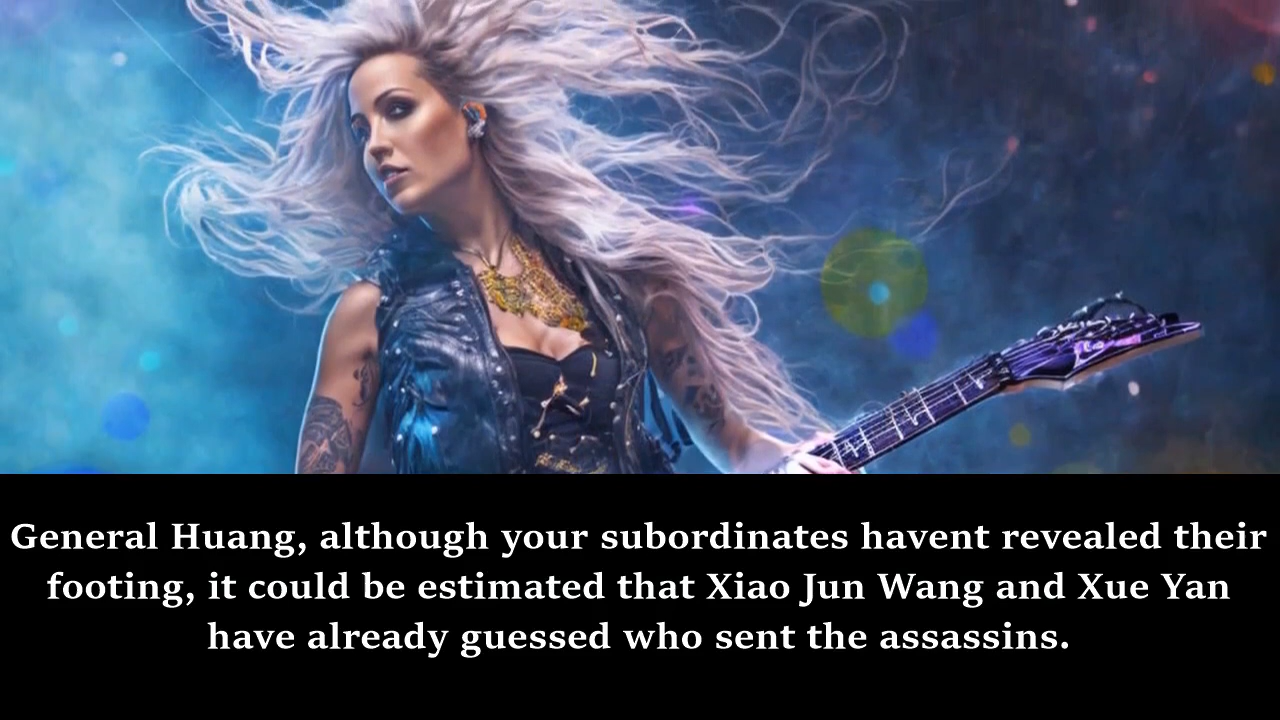 General Huang, although your subordinates havent revealed their
footing, it could be estimated that Xiao Jun Wang and Xue Yan
have already guessed who sent the assassins.